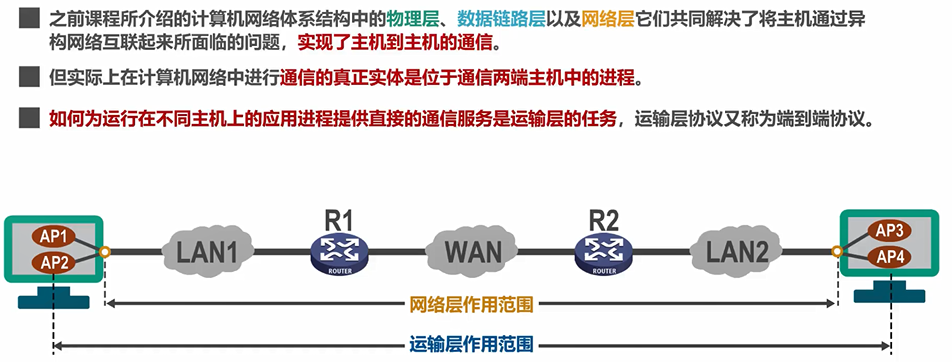 之前课程所介绍的计算机网络体系结构中的物理层、数据链路层以及网络层它们共同解决了将主机通过异
构网络互联起来所面临的问题，实现了主机到主机的通信。
但实际上在计算机网络中进行通信的真正实体是位于通信两端主机中的进程。
如何为运行在不同主机上的应用进程提供直接的通信服务是运输层的任务，运输层协议又称为端到端协议。
R1
R2
AP1
AP2
LAN1
ROUTER
WAN
ROUTER
LAN2
AP3
AP4
网络层作用范围
运输层作用范围